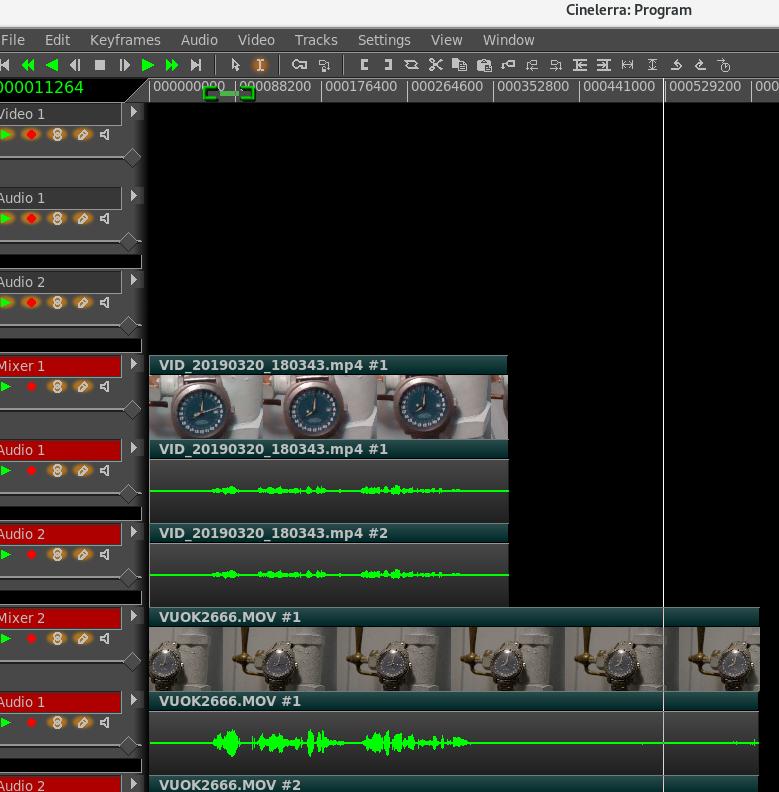 Cinelerra: Program
File Edit Keyframes Audio Video Tracks Settings View Window
000011264
000000000 000088200 000176400 000264600 000352800 000441000 000529200 000
Video 1
Audio 1
Audio 2
Mixer 1
VID_20190320_180343.mp4 #1
Audio 1
VID_20190320_180343.mp4 #1
Audio 2
VID_20190320_180343.mp4 #2
Mixer 2
VUOK2666.MOV #1
Audio 1
VUOK2666.MOV #1
Audio 2
VUOK2666.MOV #2